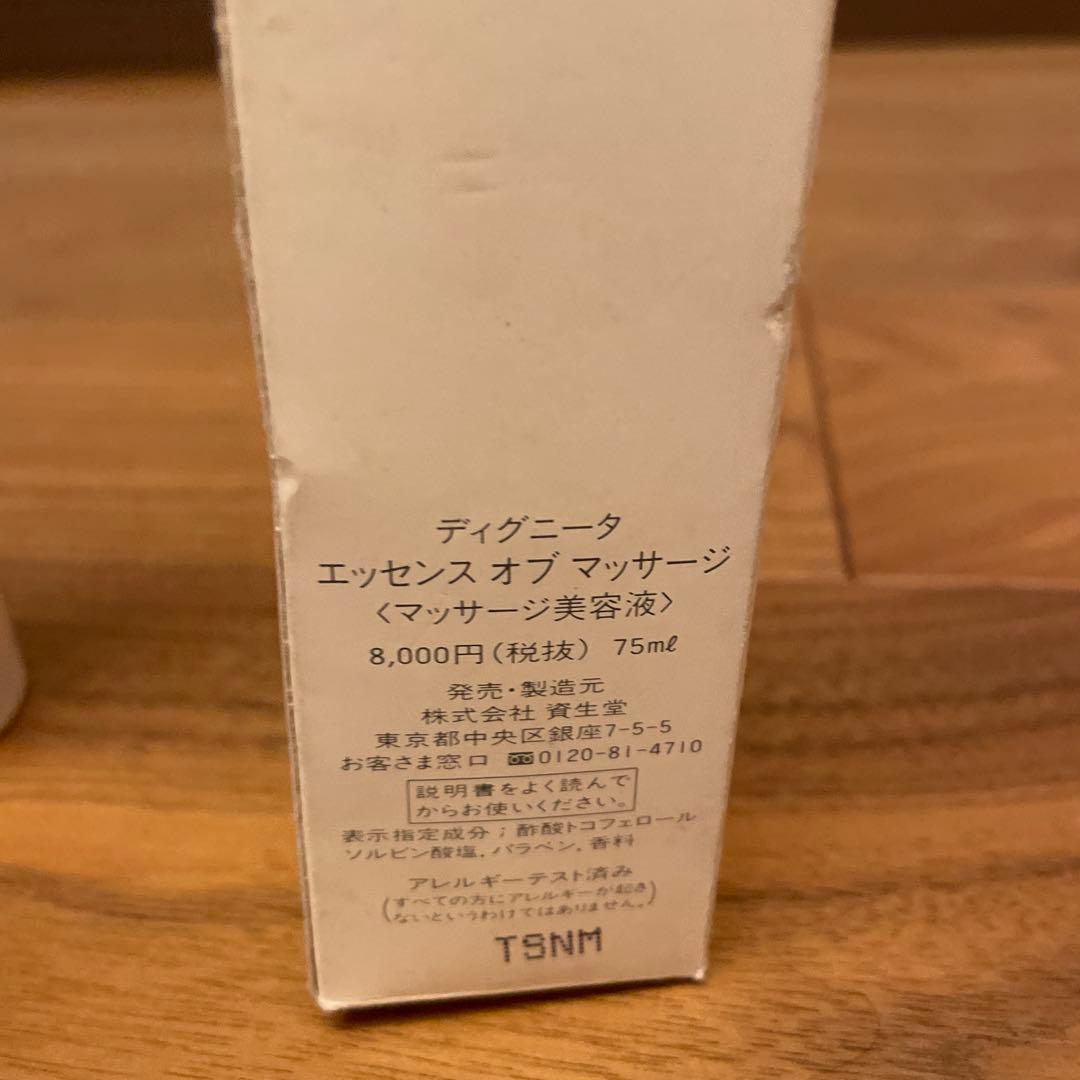 ディグニータ
エッセンス オブ マッサージ
〈マッサージ美容液〉
8,000円(税抜) 75ml
発売・製造元
株式会社 資生堂
東京都中央区銀座7-5-5
お客さま窓口 0120-81-4710
説明書をよく読んで
からお使いください。
表示指定成分；酢酸トコフェロール
ソルビン酸塩，パラベン，香料
アレルギーテスト済み
(すべての方にアレルギーが起き
ないというわけではありません。)
TSNM